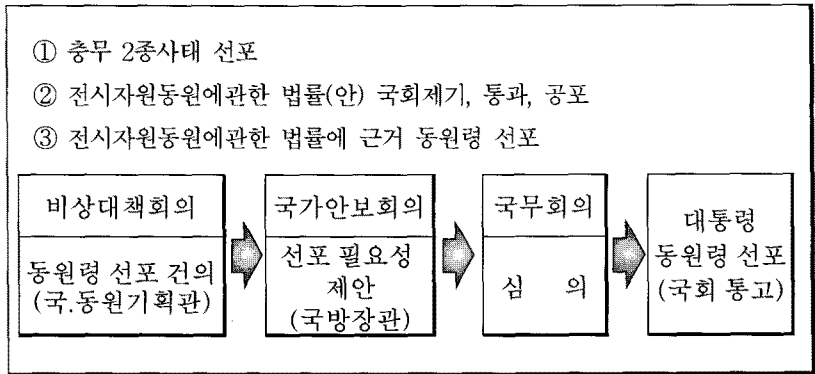 ① 충무 2종사태 선포
② 전시자원동원에관한 법률(안) 국회제기, 통과, 공포
③ 전시자원동원에관한 법률에 근거 동원령 선포
비상대책회의
동원령 선포 건의
(국.동원기획관)
국가안보회의
선포 필요성
제안
(국방장관)
국무회의
심 의
대통령
동원령 선포
(국회 통고)